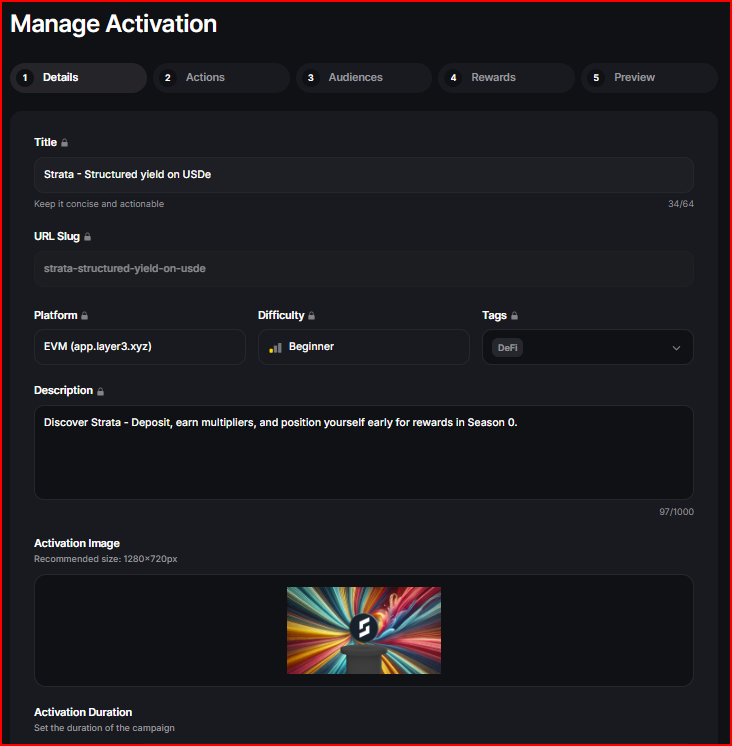 Manage Activation
1 Details
2 Actions
3 Audiences
4 Rewards
5 Preview
Title
Strata - Structured yield on USDe
Keep it concise and actionable
34/64
URL Slug
strata-structured-yield-on-usde
Platform
Difficulty
Tags
EVM (app.layer3.xyz)
Beginner
DeFi
Description
Discover Strata - Deposit, earn multipliers, and position yourself early for rewards in Season 0.
97/1000
Activation Image
Recommended size: 1280×720px
Activation Duration
Set the duration of the campaign